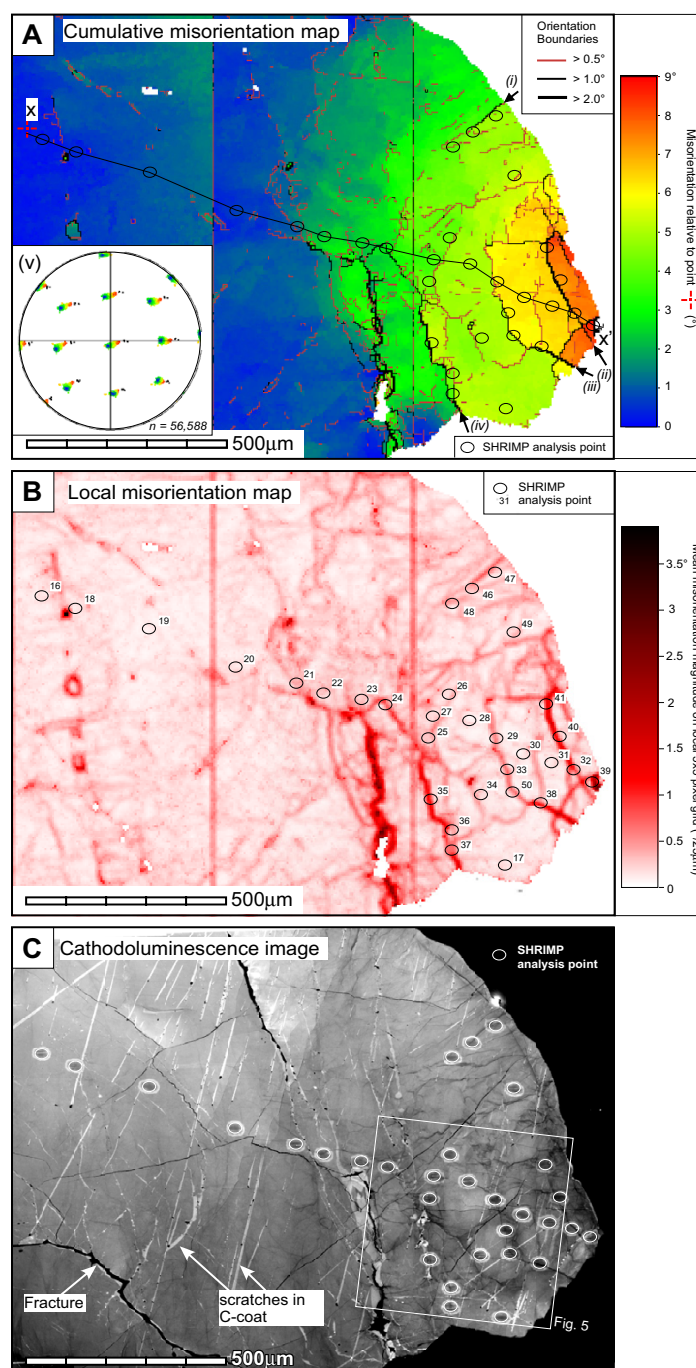 A Cumulative misorientation map
Orientation
Boundaries
> 0.5°
> 1.0°
> 2.0°
(i)
X
(v)
n = 56,588
X'
(ii)
(iii)
(iv)
500µm
SHRIMP analysis point
9°
8
7
6
5
4
3
2
1
0
Misorientation relative to point (°)
B Local misorientation map
SHRIMP
analysis point
31
16
18
19
20
21
22
23
24
47
46
48
49
26
27
28
25
29
41
40
30
31
32
39
33
35
34
50
38
36
37
17
500µm
3.5°
3
2.5
2
1.5
1
0.5
0
C Cathodoluminescence image
SHRIMP
analysis point
Fracture
scratches in
C-coat
Fig. 5
500µm